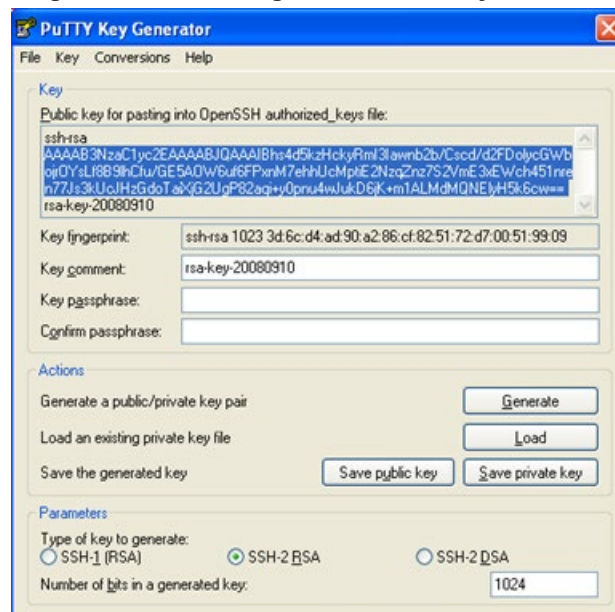 PuTTY Key Generator
File Key Conversions Help
Key
Public key for pasting into OpenSSH authorized_keys file:
ssh-rsa
rsa-key-20080910
Key fingerprint: ssh-rsa 1023 3d:6c:d4:ad:90:a2:86:cf:82:51:72:d7:00:51:99:09
Key comment: rsa-key-20080910
Key passphrase:
Confirm passphrase:
Actions
Generate a public/private key pair Generate
Load an existing private key file Load
Save the generated key Save public key Save private key
Parameters
Type of key to generate:
SSH-1 (RSA) SSH-2 RSA SSH-2 DSA
Number of bits in a generated key: 1024